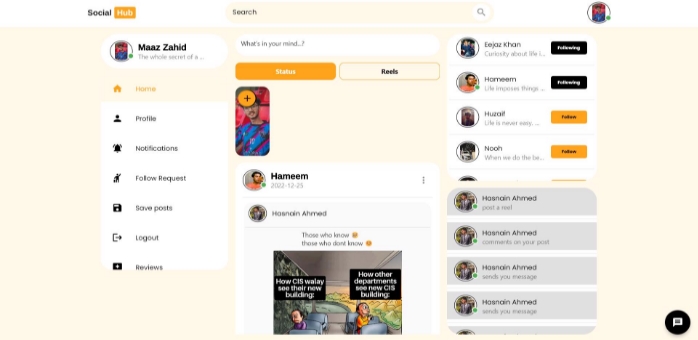 Social Hub
Search
Maaz Zahid
The whole secret of a ...
Home
Profile
Notifications
Follow Request
Save posts
Logout
Reviews
What's in your mind...?
Status
Reels
Hameem
2022-12-25
Hasnain Ahmed
Those who know
those who dont know
How CIS walay
see their new
building:
How other
departments
see new CIS
building:
Eejaz Khan
Curiosity about life i...
Following
Hameem
Life imposes things ...
Following
Huzaif
Life is never easy. ...
Follow
Nooh
When we do the be...
Follow
Hasnain Ahmed
post a reel
Hasnain Ahmed
comments on your post
Hasnain Ahmed
sends you message
Hasnain Ahmed
sends you message
Hasnain Ahmed